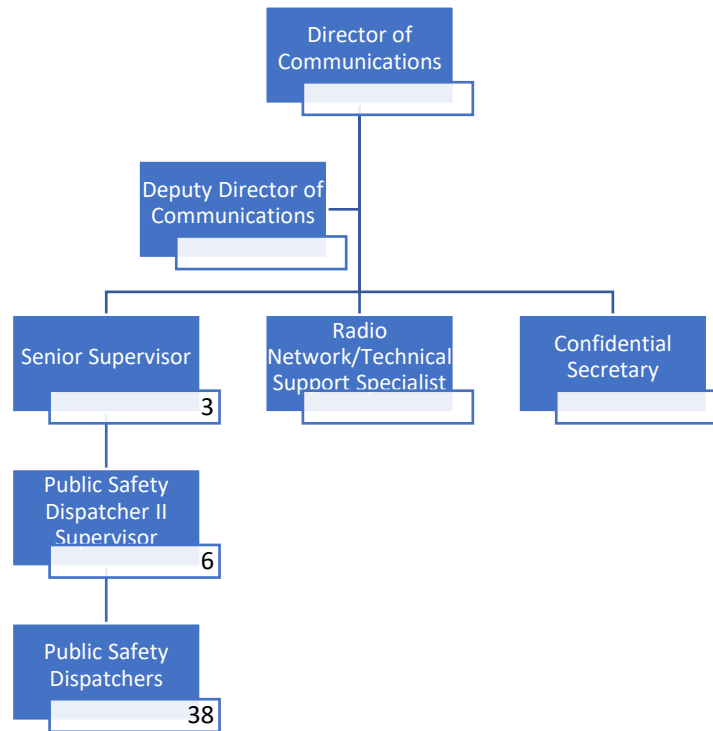 Director of
Communications
Deputy Director of
Communications
Senior Supervisor
3
Radio
Network/Technical
Support Specialist
Confidential
Secretary
Public Safety
Dispatcher II
Supervisor
6
Public Safety
Dispatchers
38